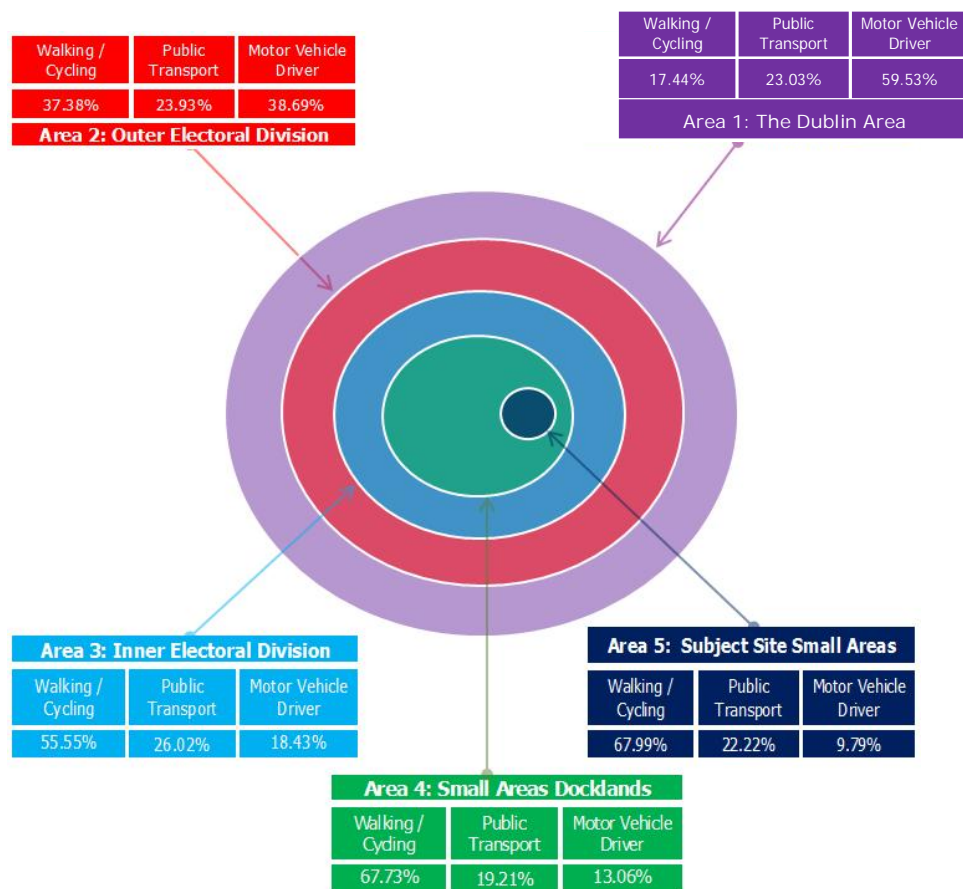 Walking / Cycling Public Transport Motor Vehicle Driver
17.44% 23.03% 59.53%
Area 1: The Dublin Area
Walking / Cycling Public Transport Motor Vehicle Driver
37.38% 23.93% 38.69%
Area 2: Outer Electoral Division
Area 3: Inner Electoral Division
Walking / Cycling Public Transport Motor Vehicle Driver
55.55% 26.02% 18.43%
Area 5: Subject Site Small Areas
Walking / Cycling Public Transport Motor Vehicle Driver
67.99% 22.22% 9.79%
Area 4: Small Areas Docklands
Walking / Cycling Public Transport Motor Vehicle Driver
67.73% 19.21% 13.06%